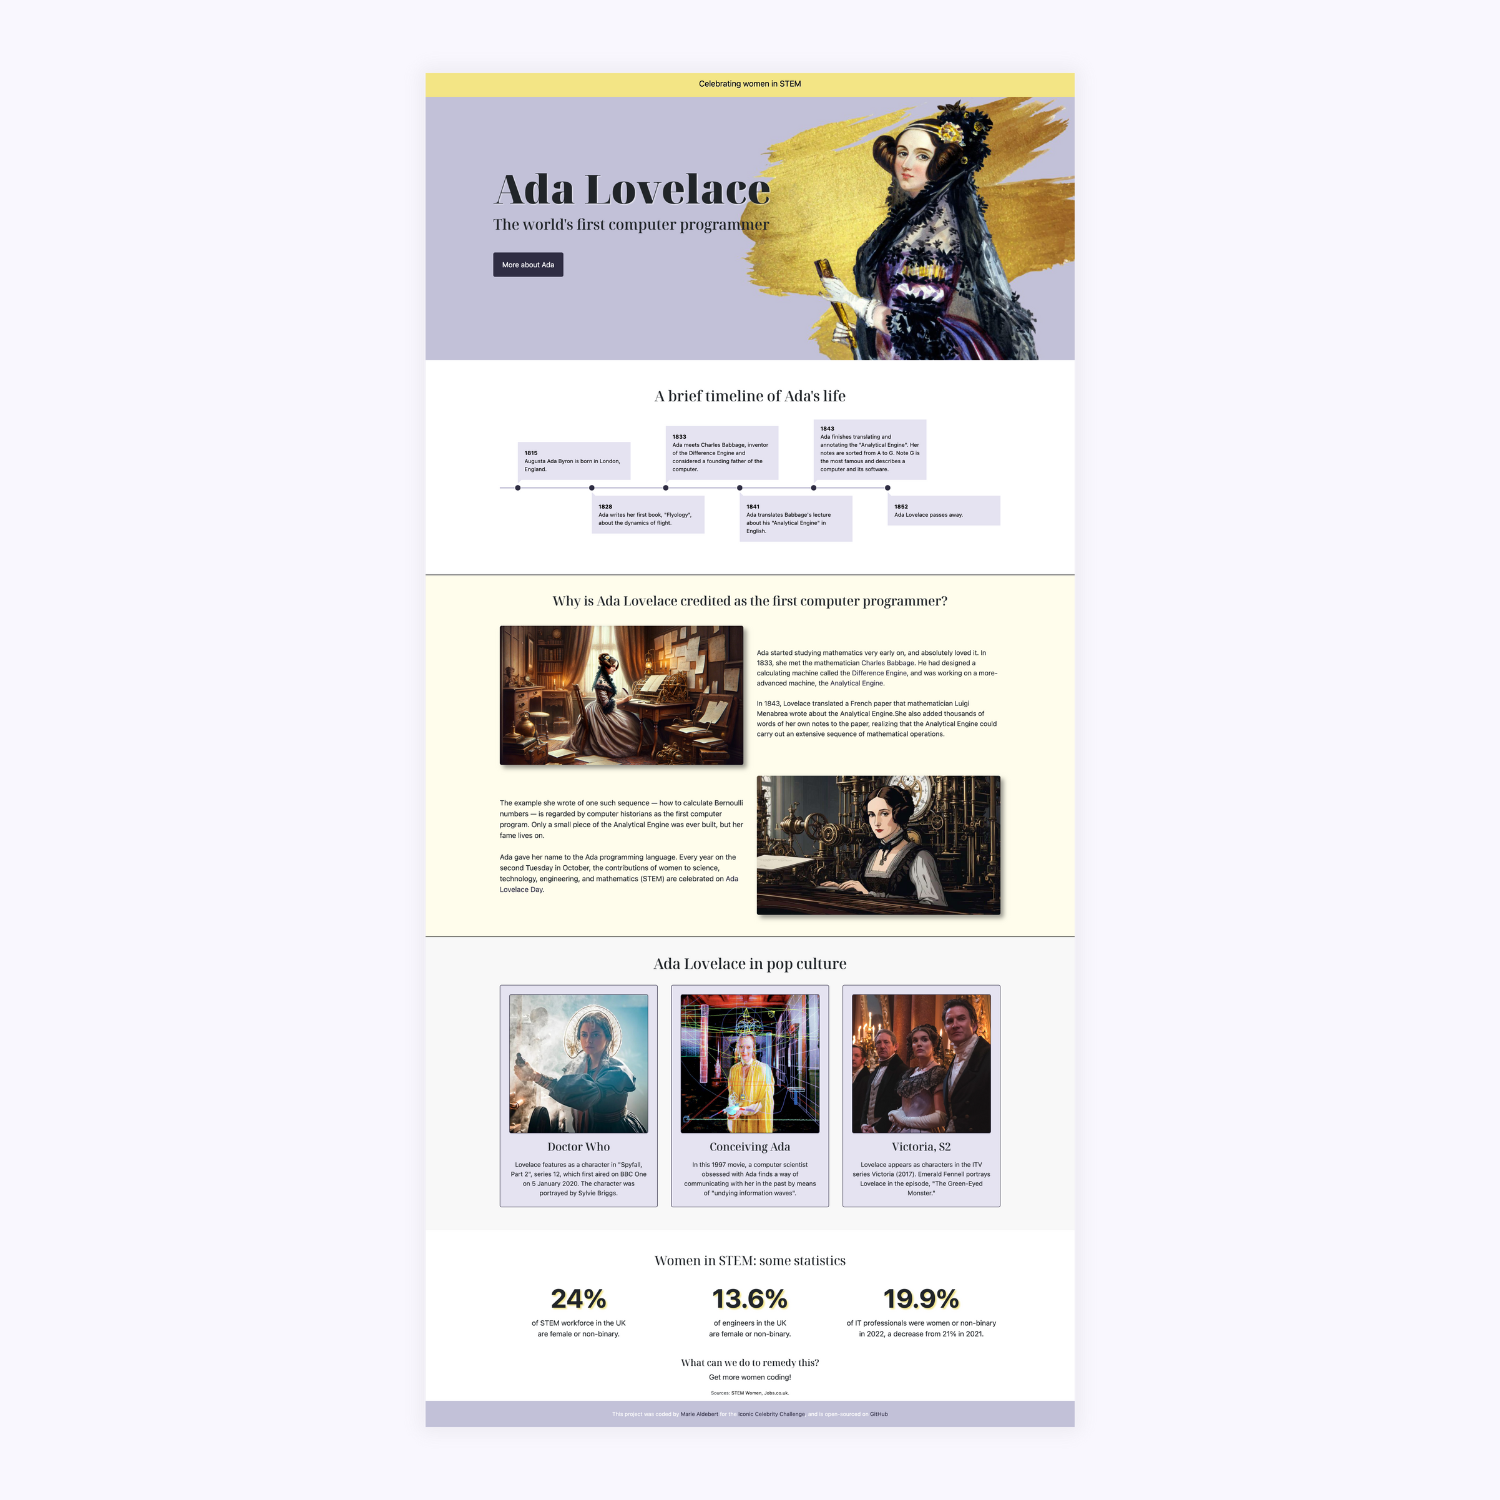 Celebrating women in STEM
Ada Lovelace
The world's first computer programmer
More about Ada
A brief timeline of Ada's life
1815
Augusta Ada Byron is born in London,
England.
1828
Ada writes her first book, "Flyology",
about the dynamics of flight.
1833
Ada meets Charles Babbage, inventor
of the Difference Engine and
considered a founding father of the
computer.
1841
Ada translates Babbage's lecture
about his "Analytical Engine" in
English.
1843
Ada finishes translating and
annotating the "Analytical Engine". Her
notes are sorted from A to G. Note G is
the most famous and describes a
computer and its software.
1852
Ada Lovelace passes away.
Why is Ada Lovelace credited as the first computer programmer?
Ada started studying mathematics very early on, and absolutely loved it. In
1833, she met the mathematician Charles Babbage. He had designed a
calculating machine called the Difference Engine, and was working on a more-
advanced machine, the Analytical Engine.
In 1843, Lovelace translated a French paper that mathematician Luigi
Menabrea wrote about the Analytical Engine.She also added thousands of
words of her own notes to the paper, realizing that the Analytical Engine could
carry out an extensive sequence of mathematical operations.
The example she wrote of one such sequence — how to calculate Bernoulli
numbers — is regarded by computer historians as the first computer
program. Only a small piece of the Analytical Engine was ever built, but her
fame lives on.
Ada gave her name to the Ada programming language. Every year on the
second Tuesday in October, the contributions of women to science,
technology, engineering, and mathematics (STEM) are celebrated on Ada
Lovelace Day.
Ada Lovelace in pop culture
Doctor Who
Lovelace features as a character in "Spyfall,
Part 2", series 12, which first aired on BBC One
on 5 January 2020. The character was
portrayed by Sylvie Briggs.
Conceiving Ada
In this 1997 movie, a computer scientist
obsessed with Ada finds a way of
communicating with her in the past by means
of "undying information waves".
Victoria, S2
Lovelace appears as characters in the ITV
series Victoria (2017). Emerald Fennell portrays
Lovelace in the episode, "The Green-Eyed
Monster."
Women in STEM: some statistics
24%
of STEM workforce in the UK
are female or non-binary.
13.6%
of engineers in the UK
are female or non-binary.
19.9%
of IT professionals were women or non-binary
in 2022, a decrease from 21% in 2021.
What can we do to remedy this?
Get more women coding!
Sources: STEM Women, Jobs.co.uk.
This project was coded by Marie Aldebert for the Iconic Celebrity Challenge, and is open-sourced on GitHub